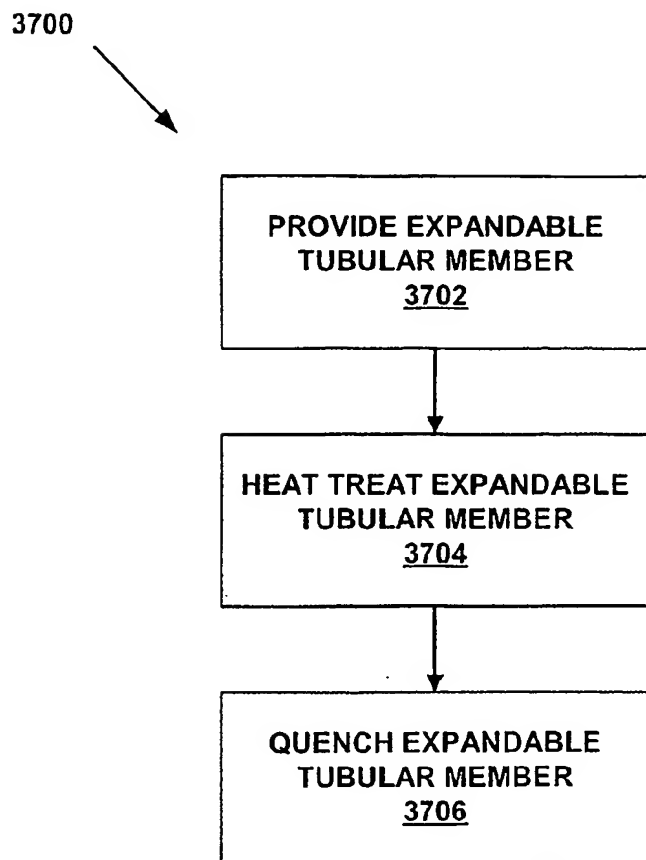 3700
PROVIDE EXPANDABLE
TUBULAR MEMBER
3702
HEAT TREAT EXPANDABLE
TUBULAR MEMBER
3704
QUENCH EXPANDABLE
TUBULAR MEMBER
3706